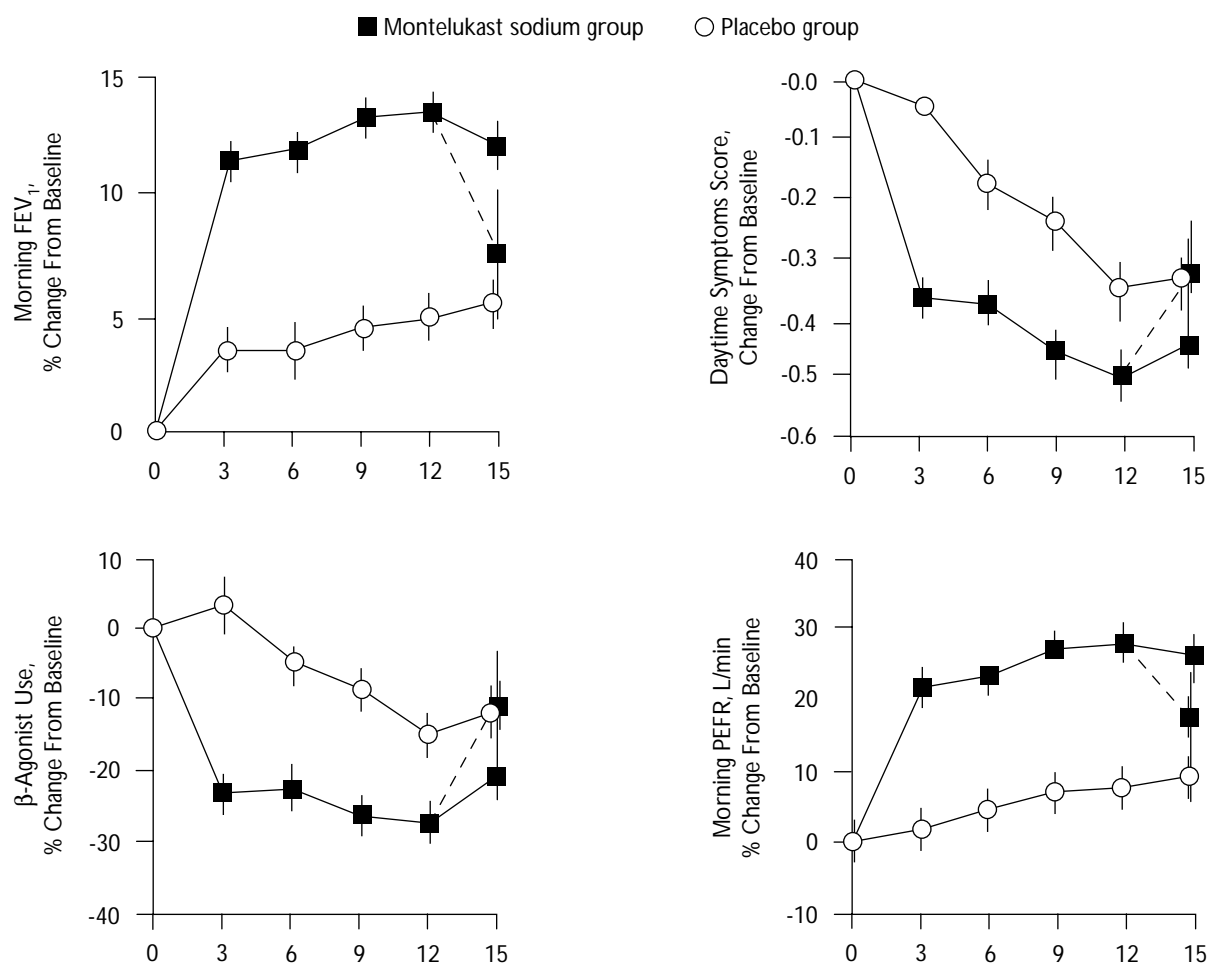 Montelukast sodium group
Placebo group
Morning FEV1,
% Change From Baseline
15
10
5
0
0 3 6 9 12 15
Daytime Symptoms Score,
Change From Baseline
-0.0
-0.1
-0.2
-0.3
-0.4
-0.5
-0.6
0 3 6 9 12 15
β-Agonist Use,
% Change From Baseline
10
0
-10
-20
-30
-40
0 3 6 9 12 15
Morning PEFR, L/min
% Change From Baseline
40
30
20
10
0
-10
0 3 6 9 12 15